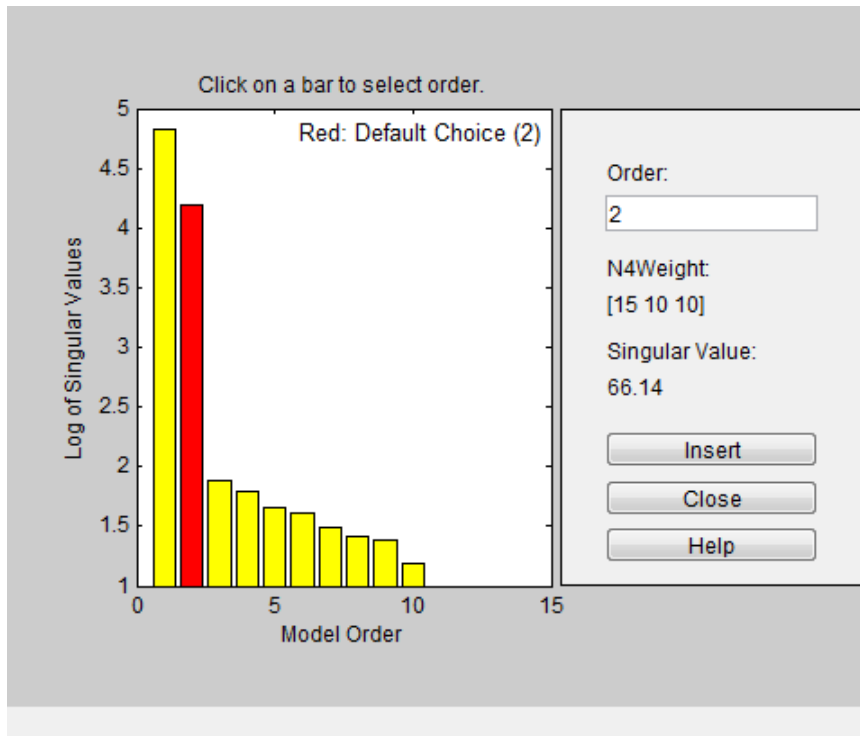 Click on a bar to select order.
Red: Default Choice (2)
5
4.5
4
3.5
3
2.5
2
1.5
1
Log of Singular Values
0
5
10
15
Model Order
Order:
2
N4Weight:
[15 10 10]
Singular Value:
66.14
Insert
Close
Help